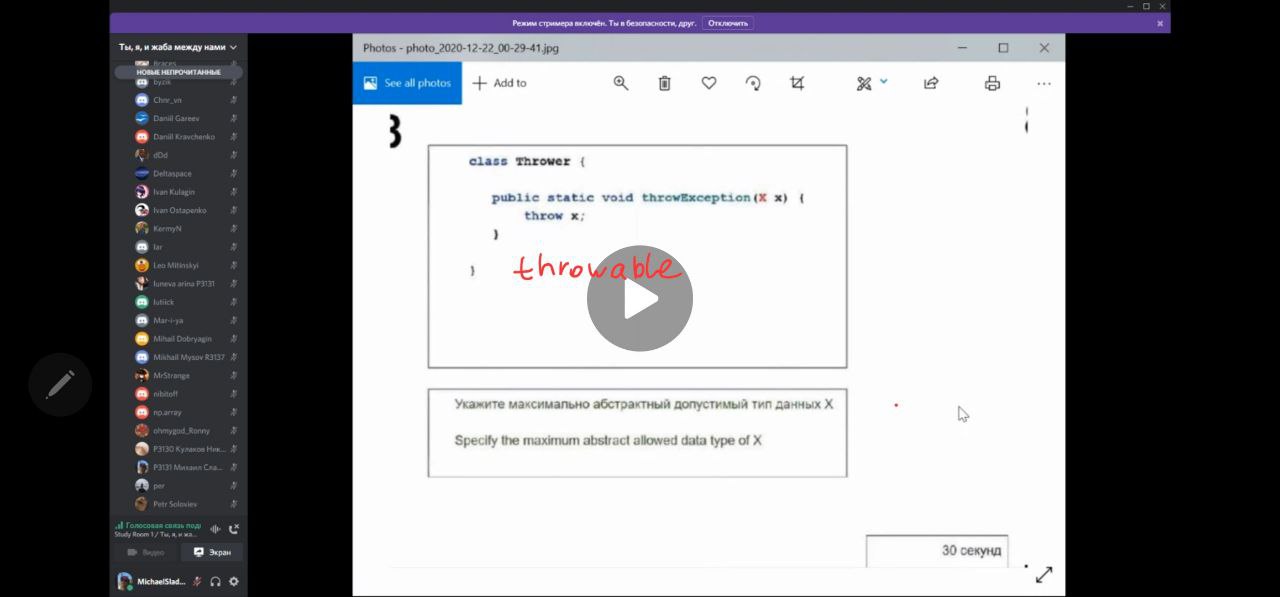 Режим стримера включён. Ты в безопасности, друг.
Отключить
Ты, я, и жаба между нами
Braces
НОВЫЕ НЕПРОЧИТАННЫЕ
byzik
Chnr_vn
Daniil Gareev
Daniil Kravchenko
dDd
Deltaspace
Ivan Kulagin
Ivan Ostapenko
KermyN
lar
Leo Mitinskyi
luneva arina P3131
lutiick
Mar-i-ya
Mihail Dobryagin
Mikhail Mysov R3137
MrStrange
nibitoff
np.array
ohmygod_Ronny
P3130 Кулаков Ник...
P3131 Михаил Сла...
per
Petr Soloviev
Голосовая связь подк
Study Room 1 / Ты, я, и жа...
Видео
Экран
MichaelSlad...
Photos - photo_2020-12-22_00-29-41.jpg
See all photos
Add to
3
class Thrower {
public static void throwException(X x) {
throw x;
}
}
throwable
Укажите максимально абстрактный допустимый тип данных X
Specify the maximum abstract allowed data type of X
30 секунд